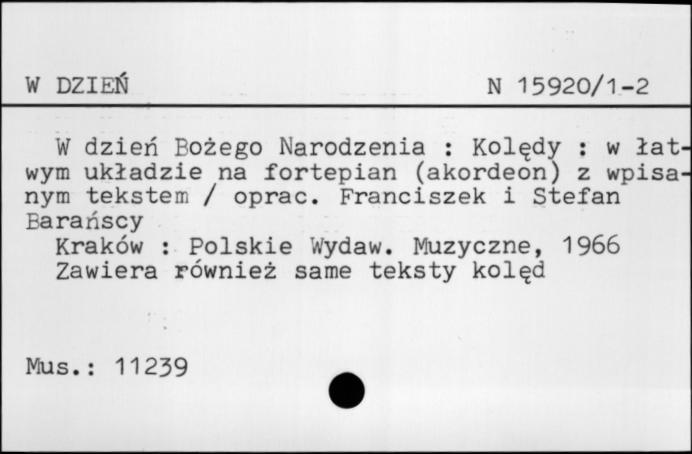 W DZIEŃ N 15920/1-2
W dzień Bożego Narodzenia : Kolędy : w łat-
wym układzie na fortepian (akordeon) z wpisa-
nym tekstem / oprac. Franciszek i Stefan
Barańscy
Kraków : Polskie Wydaw. Muzyczne, 1966
Zawiera również same teksty kolęd
Mus.: 11239